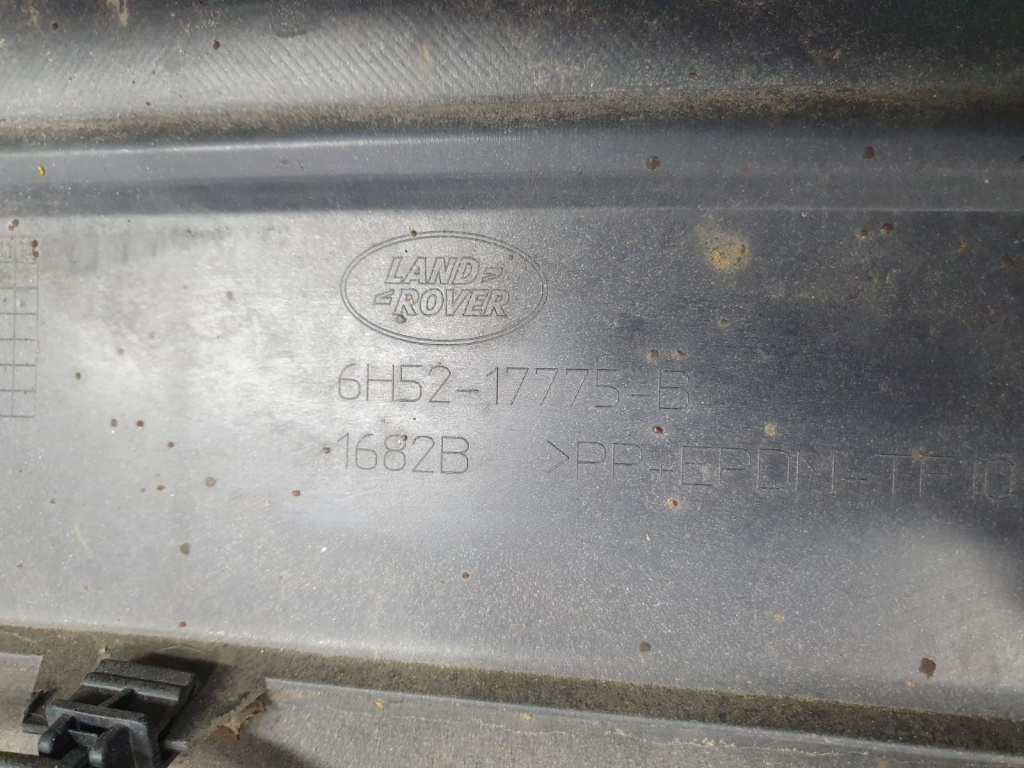 LAND
ROVER
6H52-17775-B
1682B >PP+EPDM-TF10